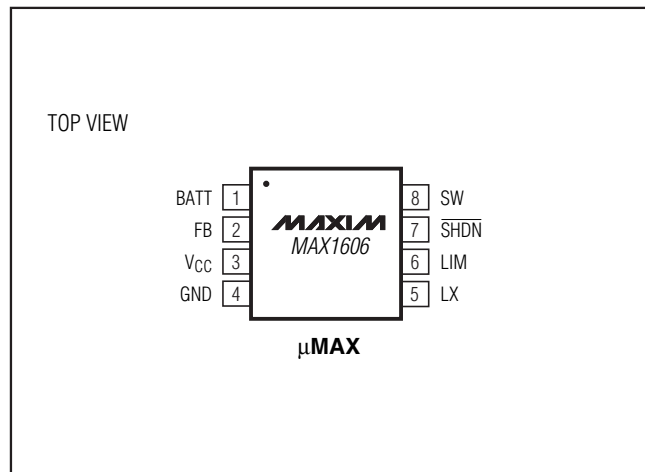 TOP VIEW
BATT 1
FB 2
VCC 3
GND 4
MAXIM
MAX1606
8 SW
7 SHDN
6 LIM
5 LX
µMAX